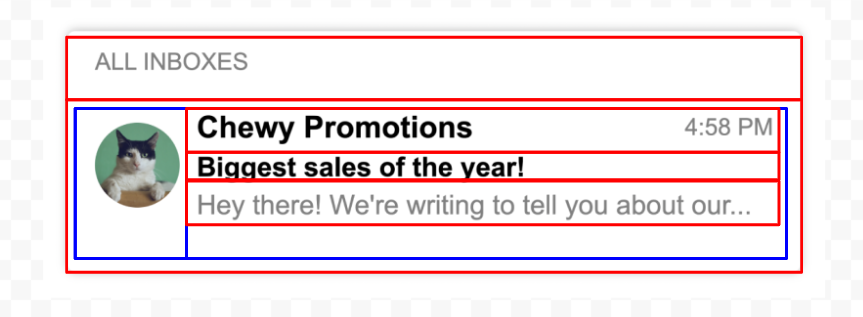 ALL INBOXES
Chewy Promotions 4:58 PM
Biggest sales of the year!
Hey there! We're writing to tell you about our...